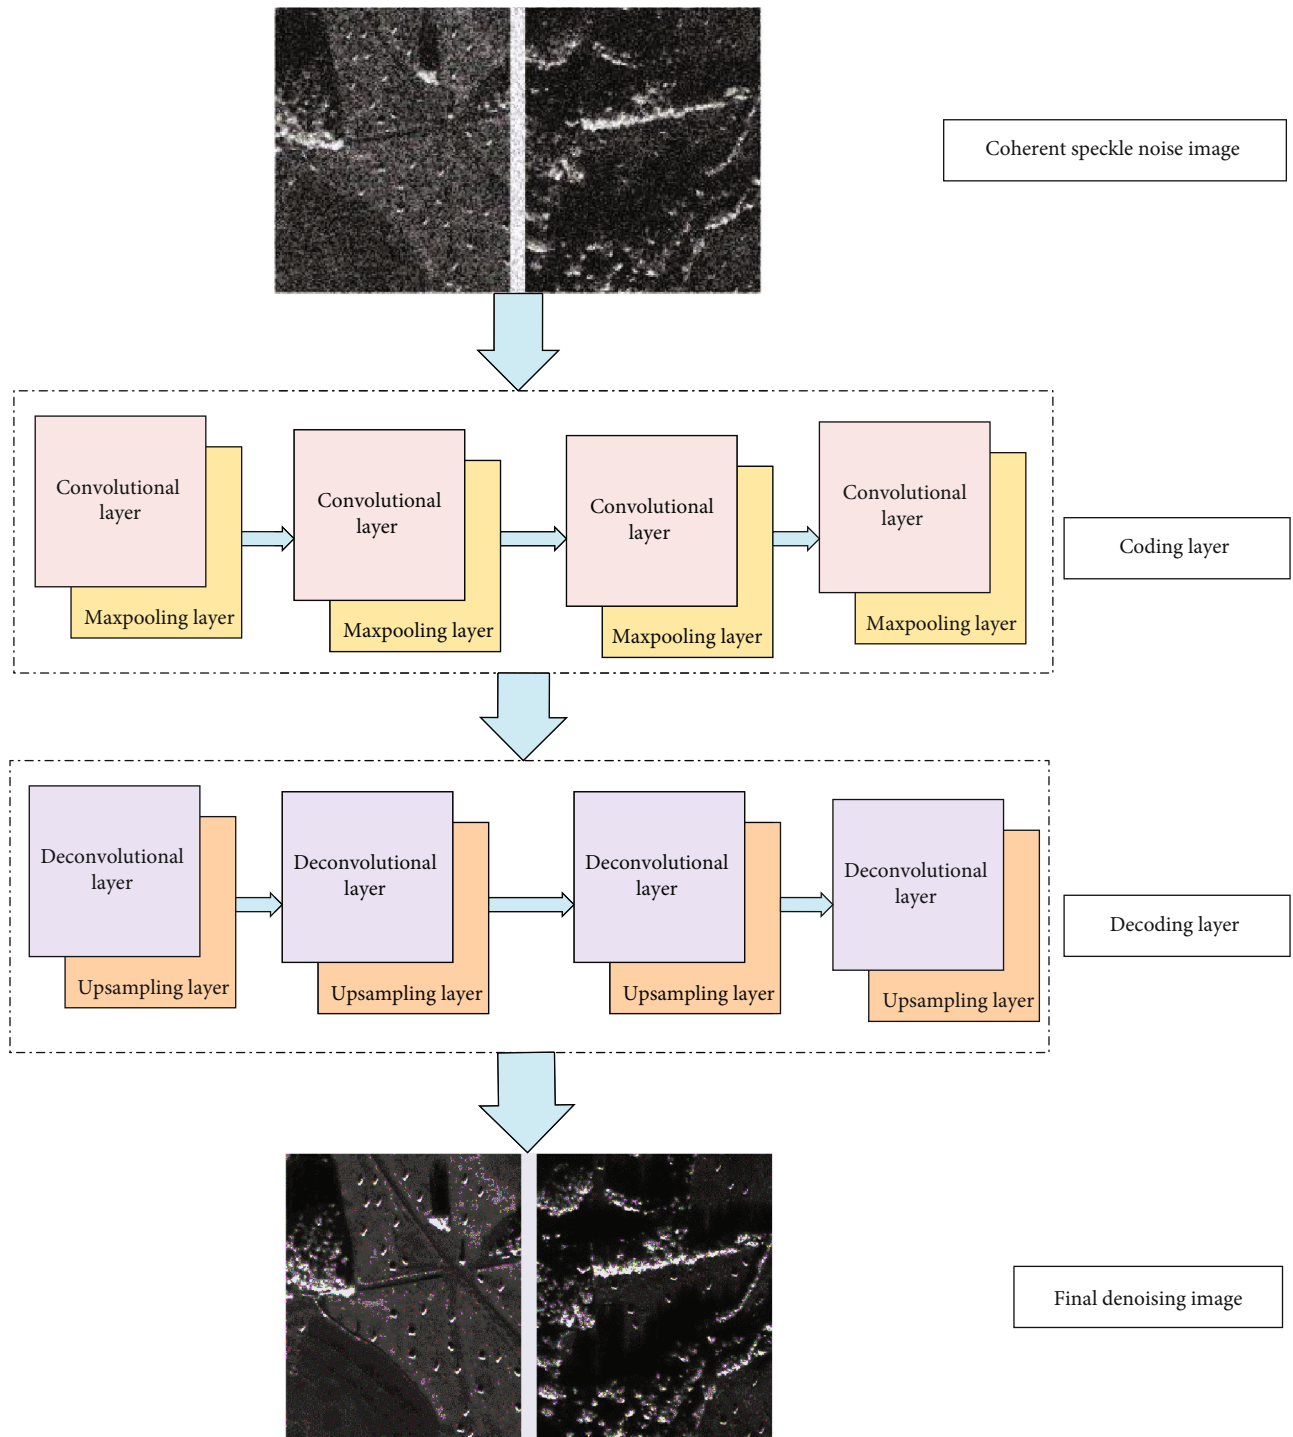 Coherent speckle noise image
Convolutional
layer
Maxpooling layer
Convolutional
layer
Maxpooling layer
Convolutional
layer
Maxpooling layer
Convolutional
layer
Maxpooling layer
Coding layer
Deconvolutional
layer
Upsampling layer
Deconvolutional
layer
Upsampling layer
Deconvolutional
layer
Upsampling layer
Deconvolutional
layer
Upsampling layer
Decoding layer
Final denoising image